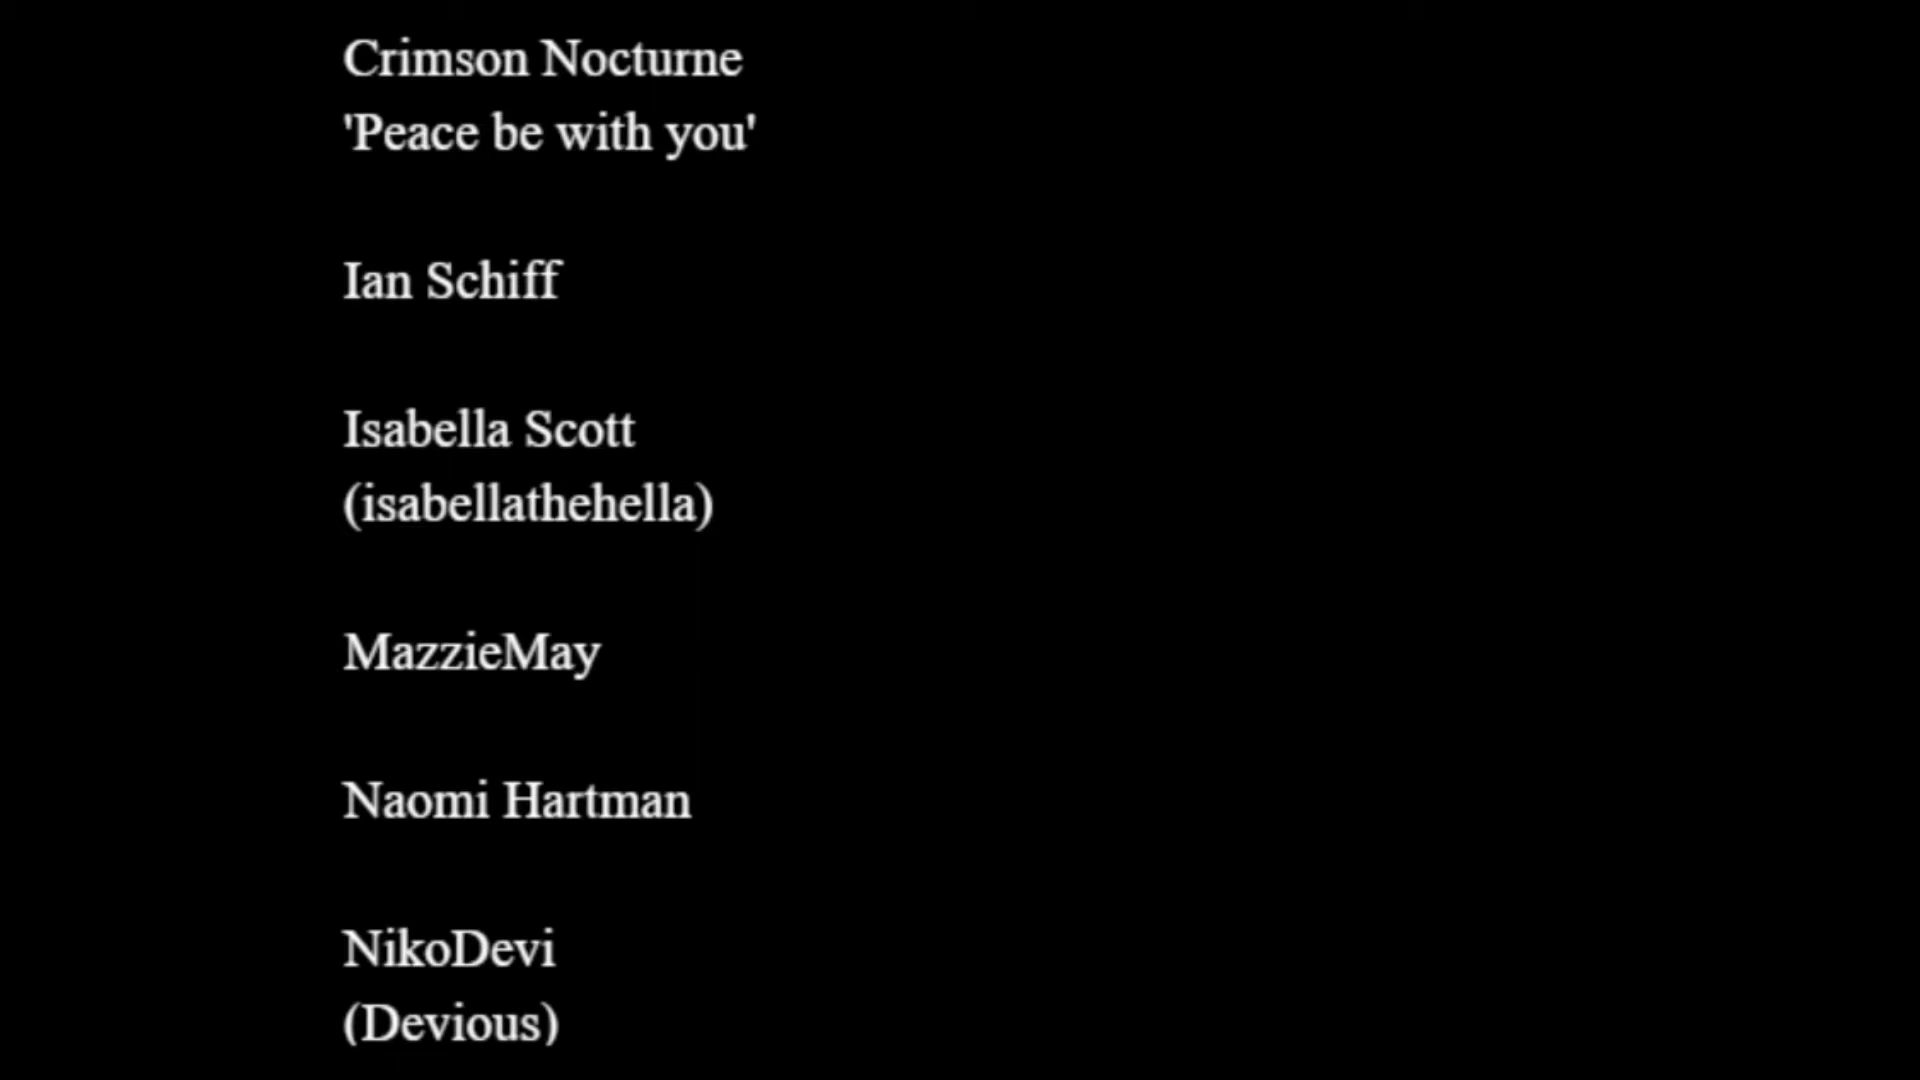 Crimson Nocturne
'Peace be with you'
Ian Schiff
Isabella Scott
(isabellathehella)
MazzieMay
Naomi Hartman
NikoDevi
(Devious)